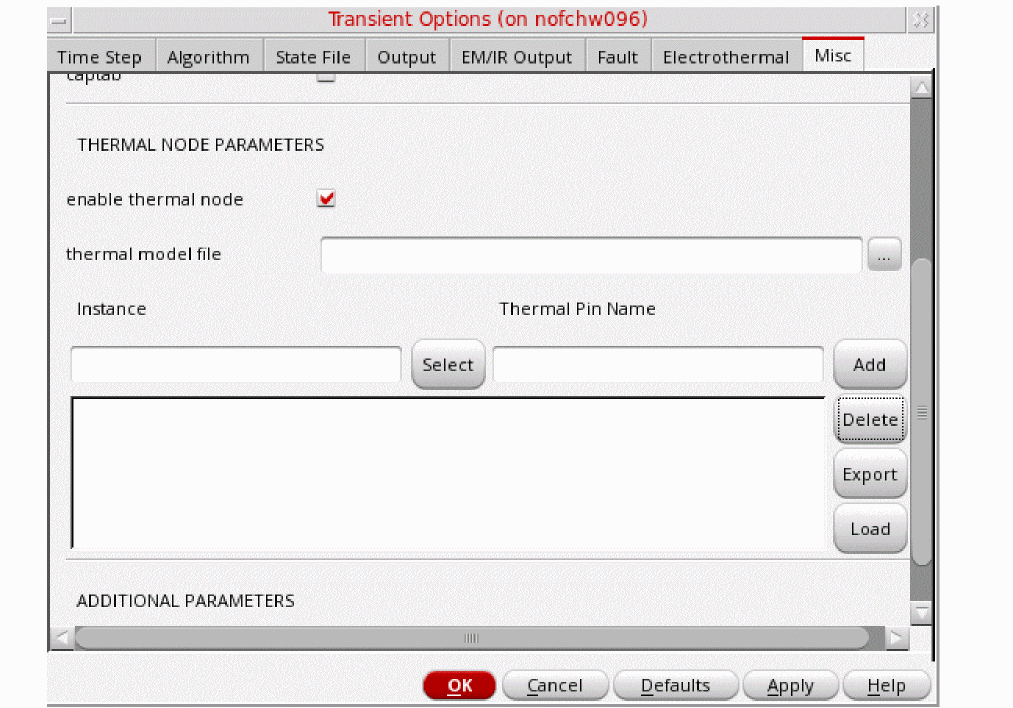 Transient Options (on nofchw096)
Time Step Algorithm State File Output EM/IR Output Fault Electrothermal Misc
captab
THERMAL NODE PARAMETERS
enable thermal node
thermal model file ...
Instance Thermal Pin Name
Select Add
Delete
Export
Load
ADDITIONAL PARAMETERS
OK Cancel Defaults Apply Help